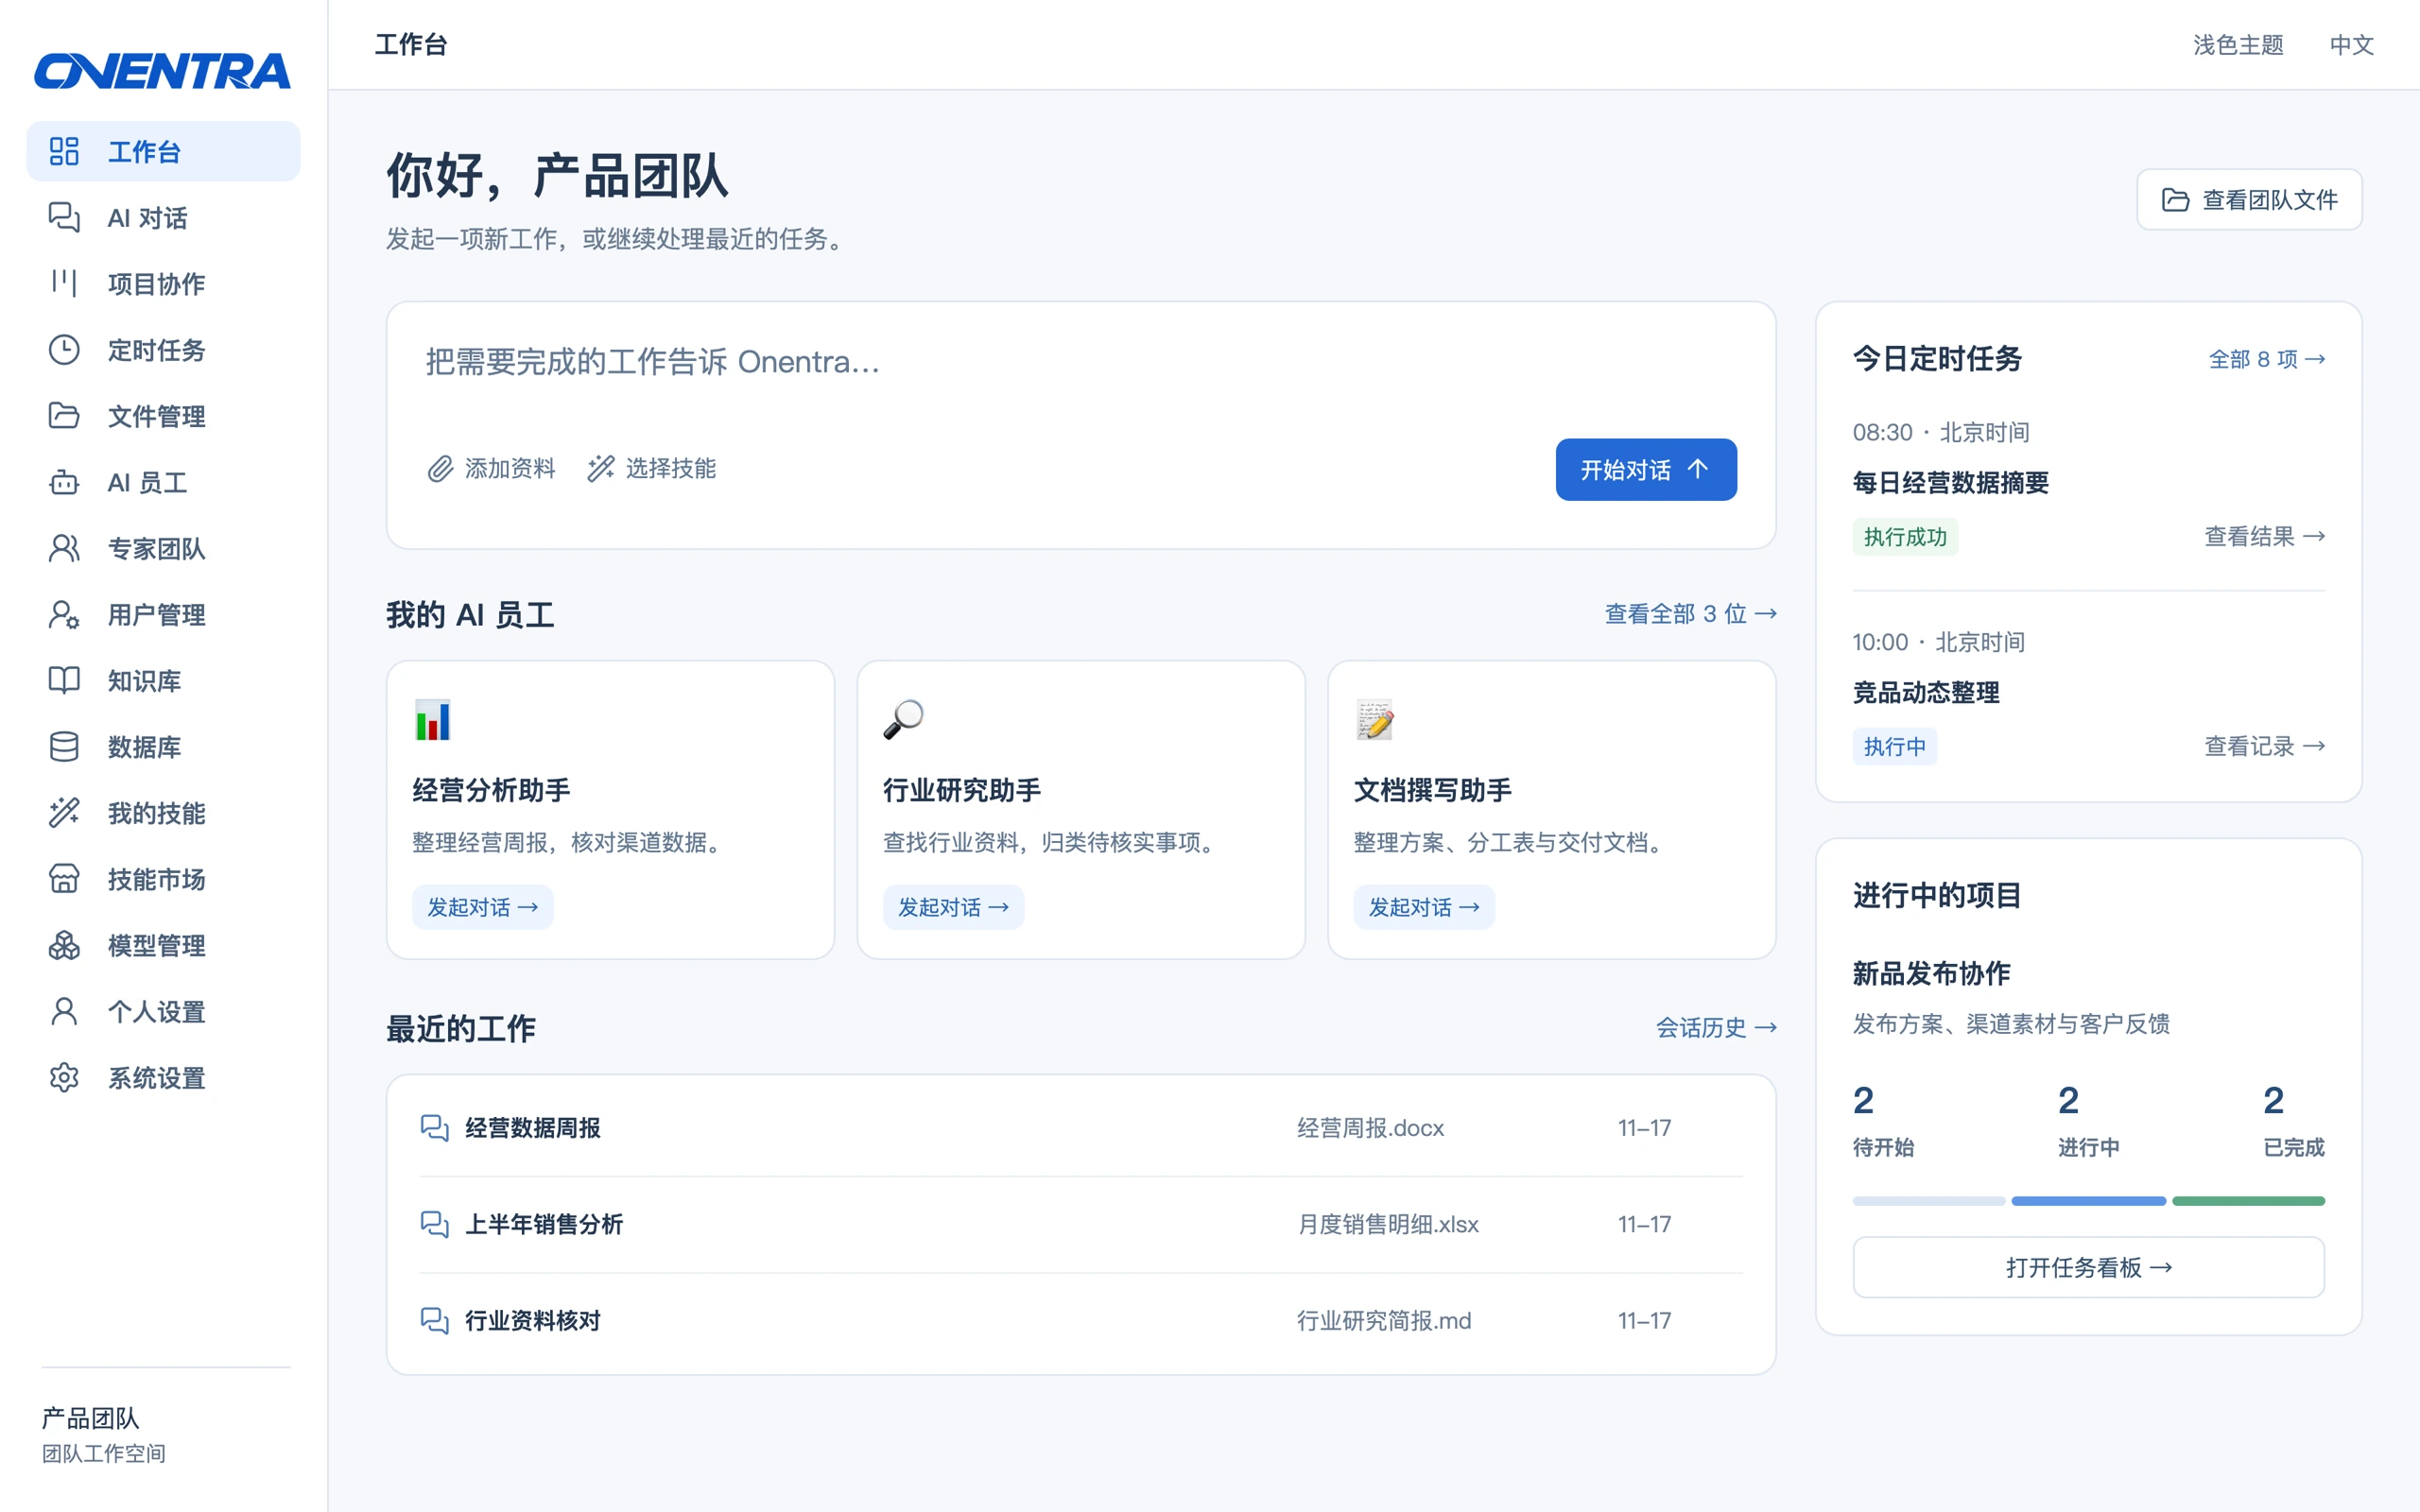 ONENTRA
工作台
AI 对话
项目协作
定时任务
文件管理
AI 员工
专家团队
用户管理
知识库
数据库
我的技能
技能市场
模型管理
个人设置
系统设置
产品团队
团队工作空间
工作台
浅色主题
中文
你好，产品团队
发起一项新工作，或继续处理最近的任务。
查看团队文件
把需要完成的工作告诉 Onentra...
添加资料
选择技能
开始对话 ↑
我的 AI 员工
查看全部 3 位 →
经营分析助手
整理经营周报，核对渠道数据。
发起对话 →
行业研究助手
查找行业资料，归类待核实事项。
发起对话 →
文档撰写助手
整理方案、分工表与交付文档。
发起对话 →
最近的工作
会话历史 →
经营数据周报 经营周报.docx 11–17
上半年销售分析 月度销售明细.xlsx 11–17
行业资料核对 行业研究简报.md 11–17
今日定时任务
全部 8 项 →
08:30 · 北京时间
每日经营数据摘要
执行成功
查看结果 →
10:00 · 北京时间
竞品动态整理
执行中
查看记录 →
进行中的项目
新品发布协作
发布方案、渠道素材与客户反馈
2 2 2
待开始 进行中 已完成
打开任务看板 →